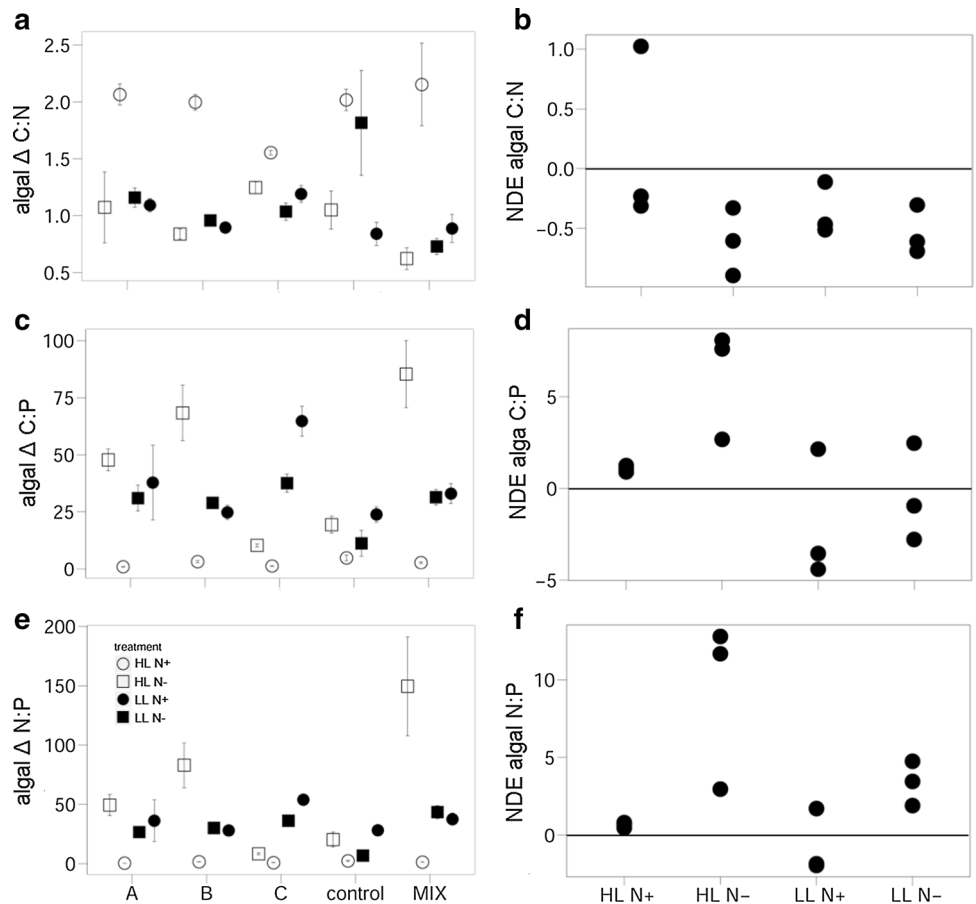 a
algal Δ C:N
2.5
2.0
1.5
1.0
0.5
b
NDE algal C:N
1.0
0.5
0.0
−0.5
c
algal Δ C:P
100
75
50
25
0
d
NDE alga C:P
5
0
−5
e
algal Δ N:P
200
150
100
50
0
treatment
HL N+
HL N-
LL N+
LL N-
A B C control MIX
f
NDE algal N:P
10
5
0
HL N+ HL N− LL N+ LL N−